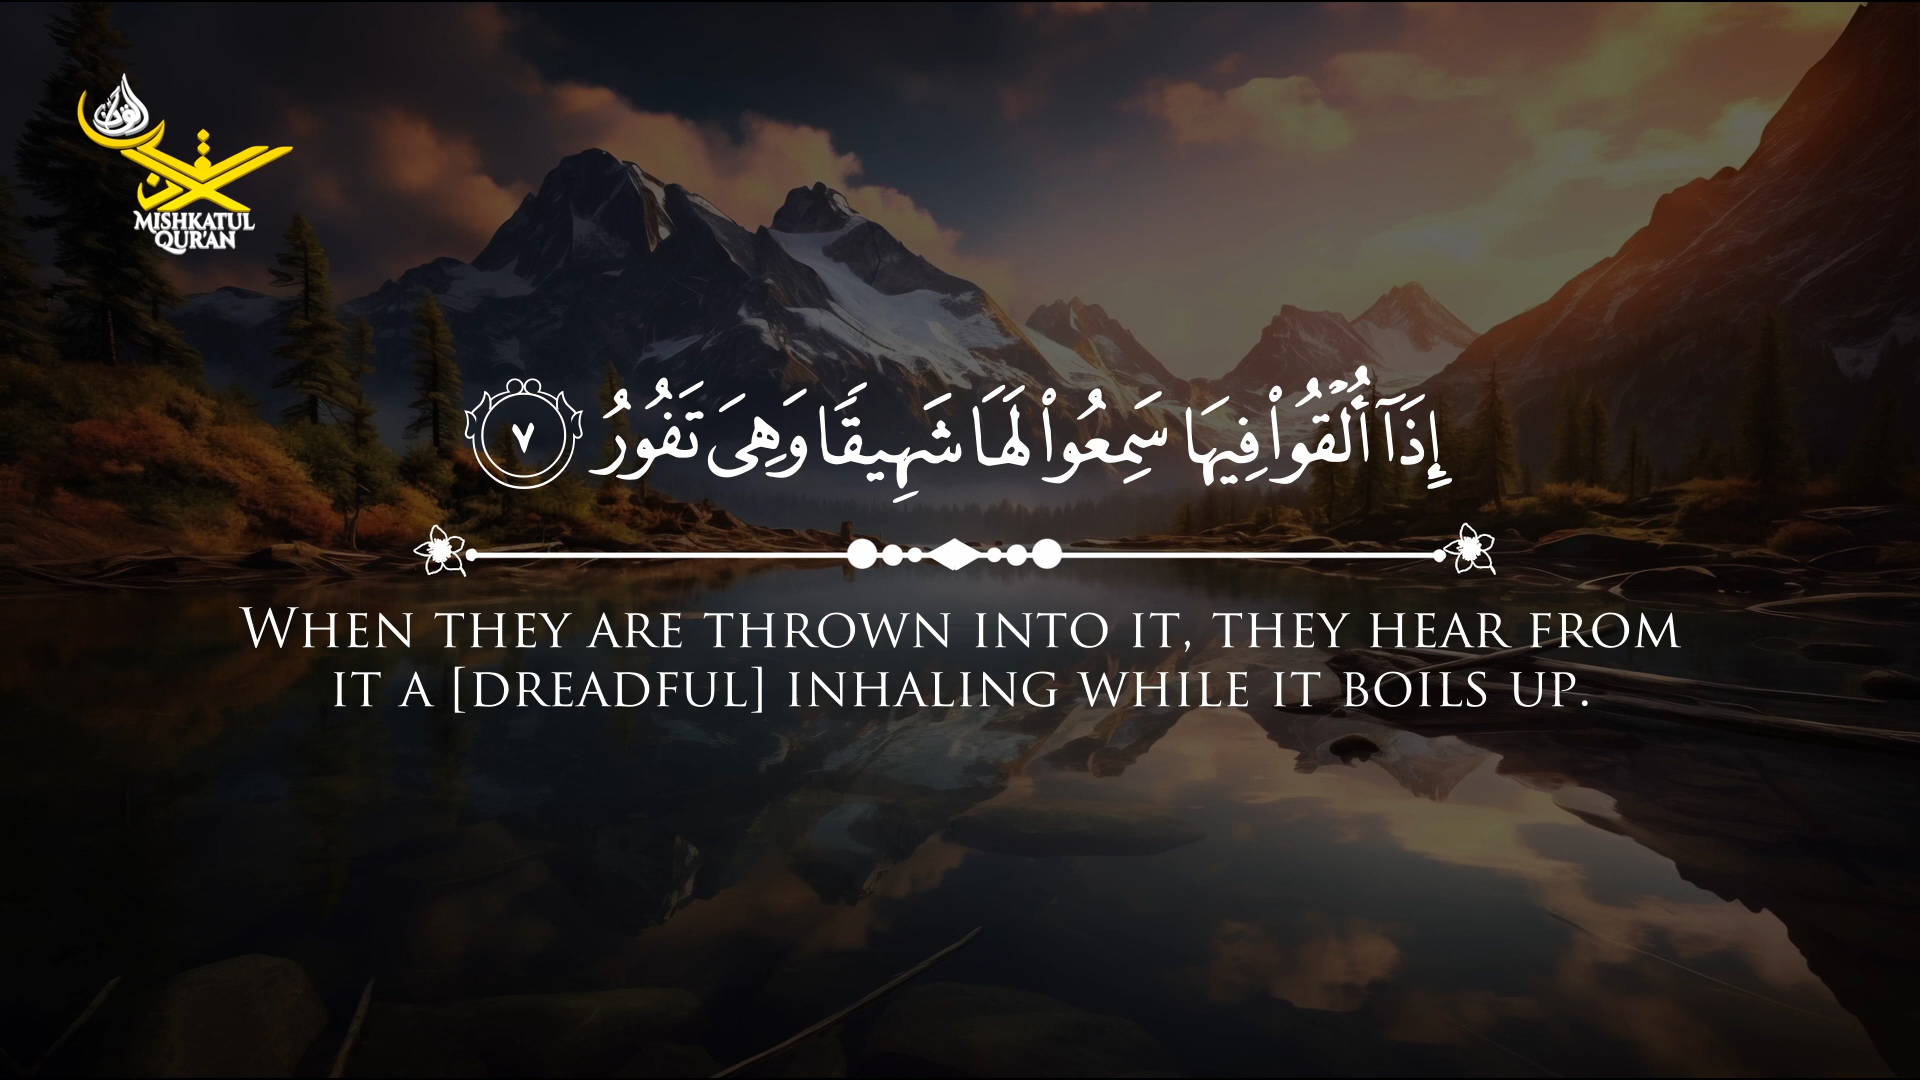 MISHKATUL
QUR'AN
إِذَآ أُلْقُوا۟ فِيهَا سَمِعُوا۟ لَهَا شَهِيقًا وَهِىَ تَفُورُ ٧
When they are thrown into it, they hear from
it a [dreadful] inhaling while it boils up.